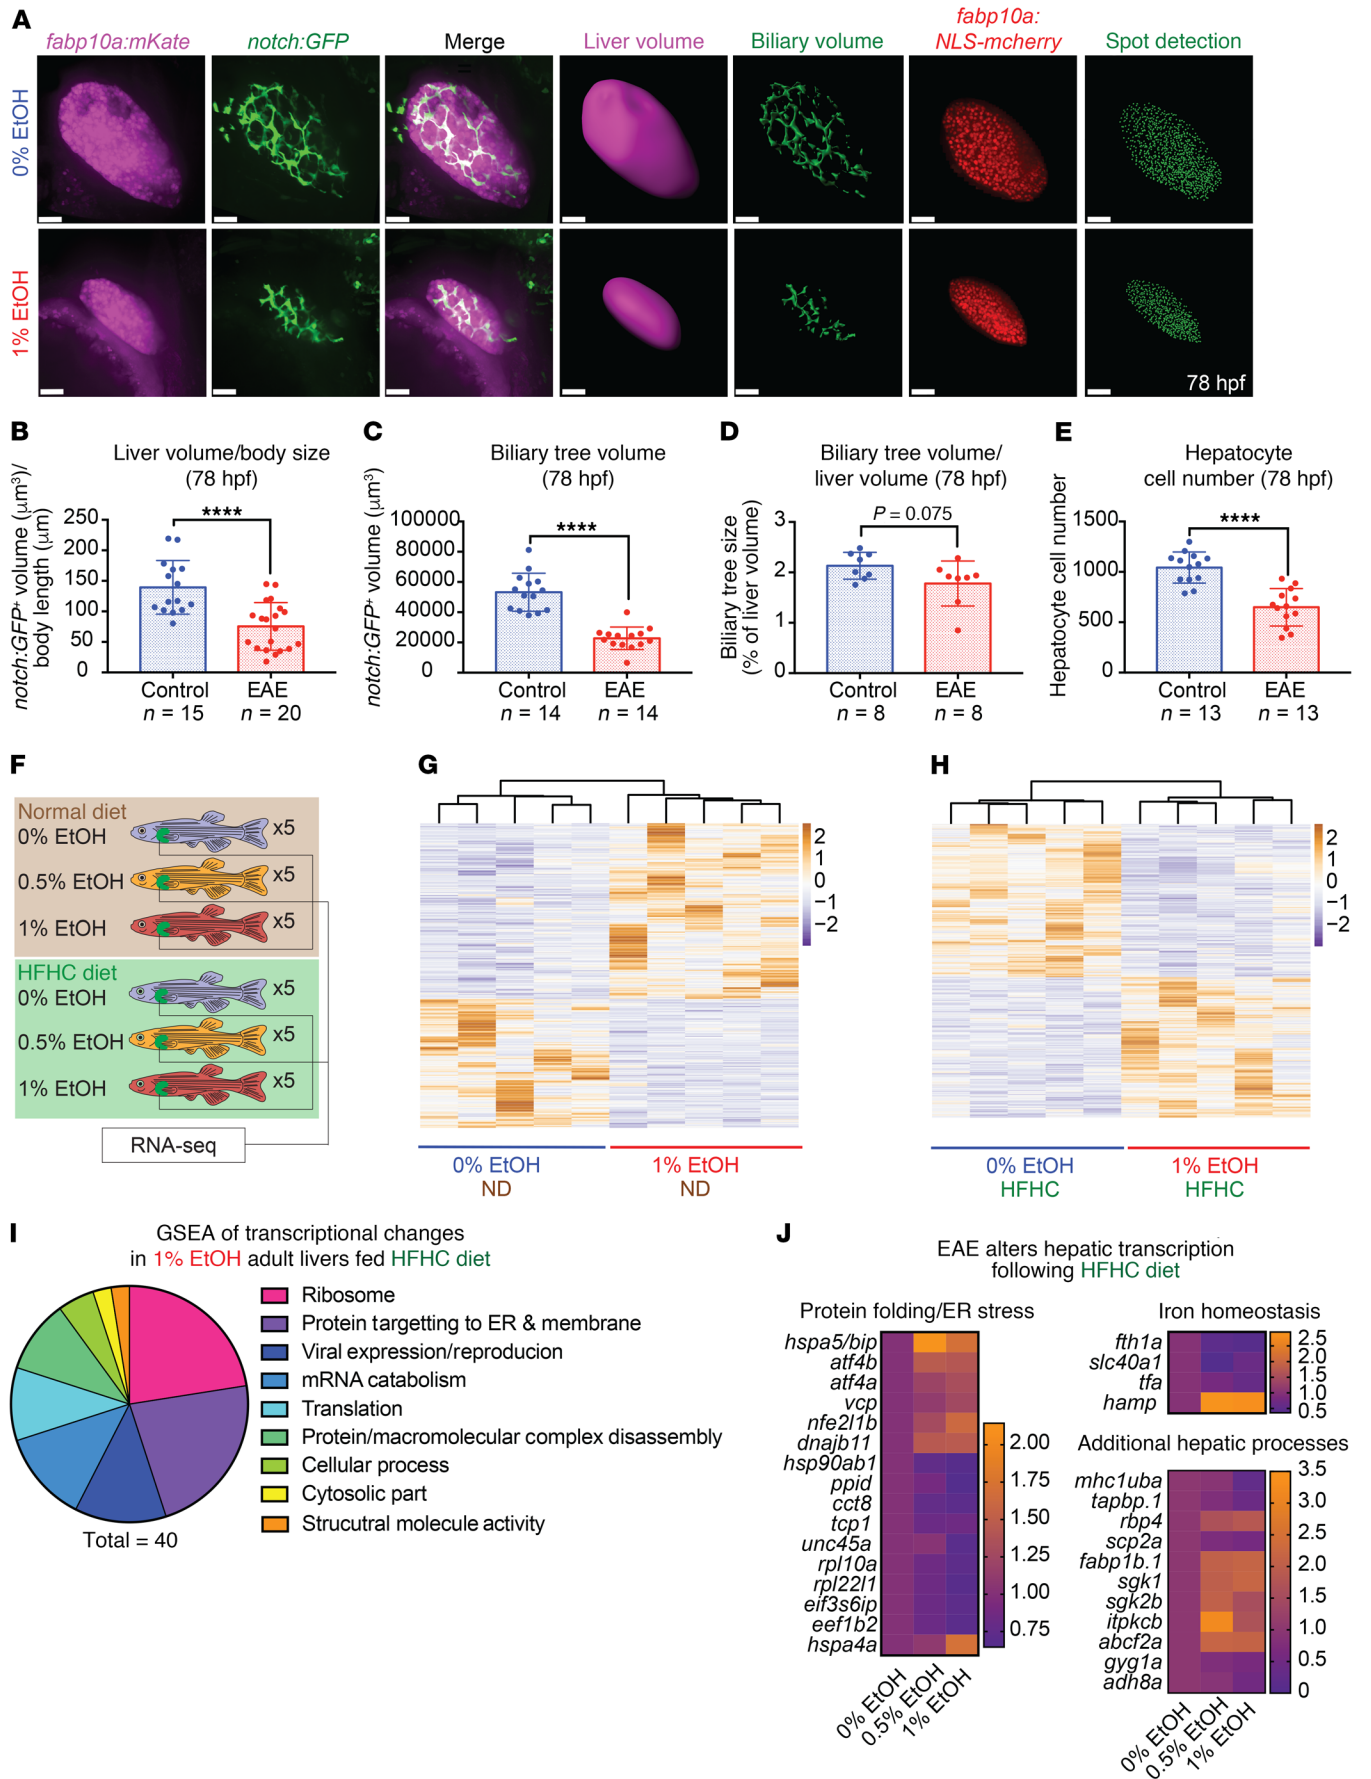 A
fabp10a:mKate
notch:GFP
Merge
Liver volume
Biliary volume
fabp10a:
NLS-mcherry
Spot detection
0% EtOH
1% EtOH
78 hpf
B
Liver volume/body size
(78 hpf)
notch:GFP+ volume (µm3)/
body length (µm)
250
200
150
100
50
0
****
Control
n = 15
EAE
n = 20
C
Biliary tree volume
(78 hpf)
notch:GFP+ volume (µm3)
100000
80000
60000
40000
20000
0
****
Control
n = 14
EAE
n = 14
D
Biliary tree volume/
liver volume (78 hpf)
Biliary tree size
(% of liver volume)
3
2
1
0
P = 0.075
Control
n = 8
EAE
n = 8
E
Hepatocyte
cell number (78 hpf)
Hepatocyte cell number
1500
1000
500
0
****
Control
n = 13
EAE
n = 13
F
Normal diet
0% EtOH
x5
0.5% EtOH
x5
1% EtOH
x5
HFHC diet
0% EtOH
x5
0.5% EtOH
x5
1% EtOH
x5
RNA-seq
G
2
1
0
−1
−2
0% EtOH
ND
1% EtOH
ND
H
2
1
0
−1
−2
0% EtOH
HFHC
1% EtOH
HFHC
I
GSEA of transcriptional changes
in 1% EtOH adult livers fed HFHC diet
Total = 40
Ribosome
Protein targetting to ER & membrane
Viral expression/reproducion
mRNA catabolism
Translation
Protein/macromolecular complex disassembly
Cellular process
Cytosolic part
Strucutral molecule activity
J
EAE alters hepatic transcription
following HFHC diet
Protein folding/ER stress
hspa5/bip
atf4b
atf4a
vcp
nfe2l1b
dnajb11
hsp90ab1
ppid
cct8
tcp1
unc45a
rpl10a
rpl22l1
eif3s6ip
eef1b2
hspa4a
2.00
1.75
1.50
1.25
1.00
0.75
0% EtOH
0.5% EtOH
1% EtOH
Iron homeostasis
fth1a
slc40a1
tfa
hamp
2.5
2.0
1.5
1.0
0.5
Additional hepatic processes
mhc1uba
tapbp.1
rbp4
scp2a
fabp1b.1
sgk1
sgk2b
itpkcb
abcf2a
gyg1a
adh8a
3.5
3.0
2.5
2.0
1.5
1.0
0.5
0
0% EtOH
0.5% EtOH
1% EtOH